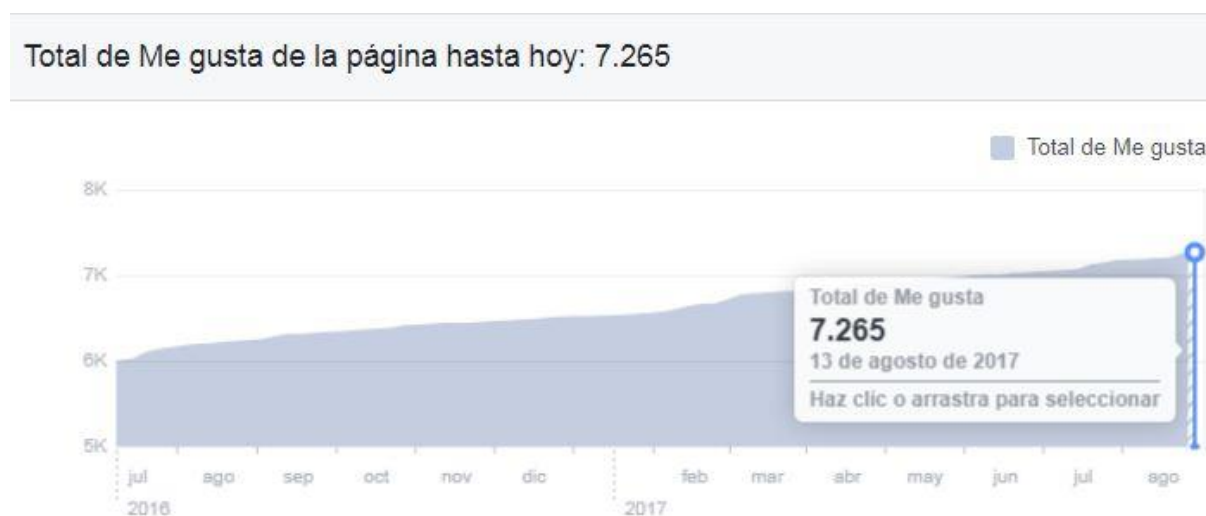 Total de Me gusta de la página hasta hoy: 7.265
Total de Me gusta
8K
7K
6K
5K
Total de Me gusta
7.265
13 de agosto de 2017
Haz clic o arrastra para seleccionar
jul ago sep oct nov dic feb mar abr may jun jul ago
2016 2017